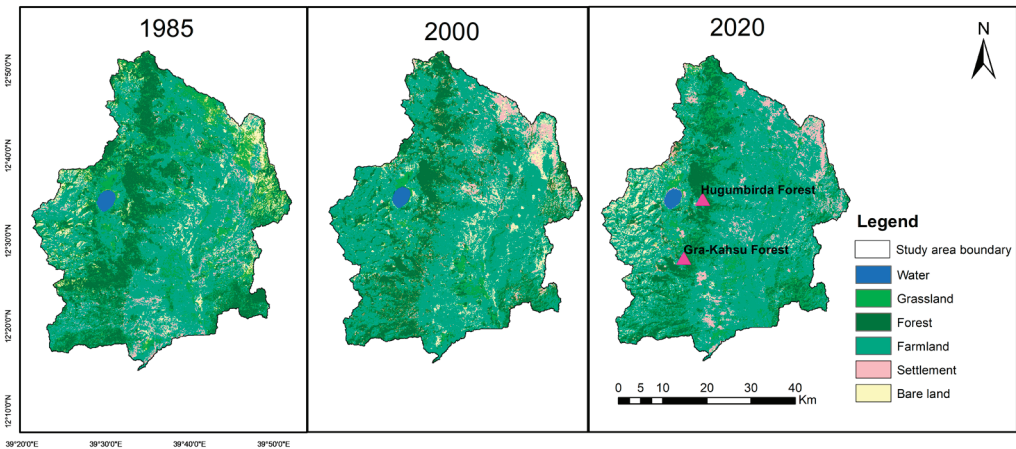 1985
2000
2020
N
12°50'0"N
12°40'0"N
12°30'0"N
12°20'0"N
12°10'0"N
39°20'0"E
39°30'0"E
39°40'0"E
39°50'0"E
Hugumbirda Forest
Gra-Kahsu Forest
Legend
Study area boundary
Water
Grassland
Forest
Farmland
Settlement
Bare land
0 5 10 20 30 40
Km